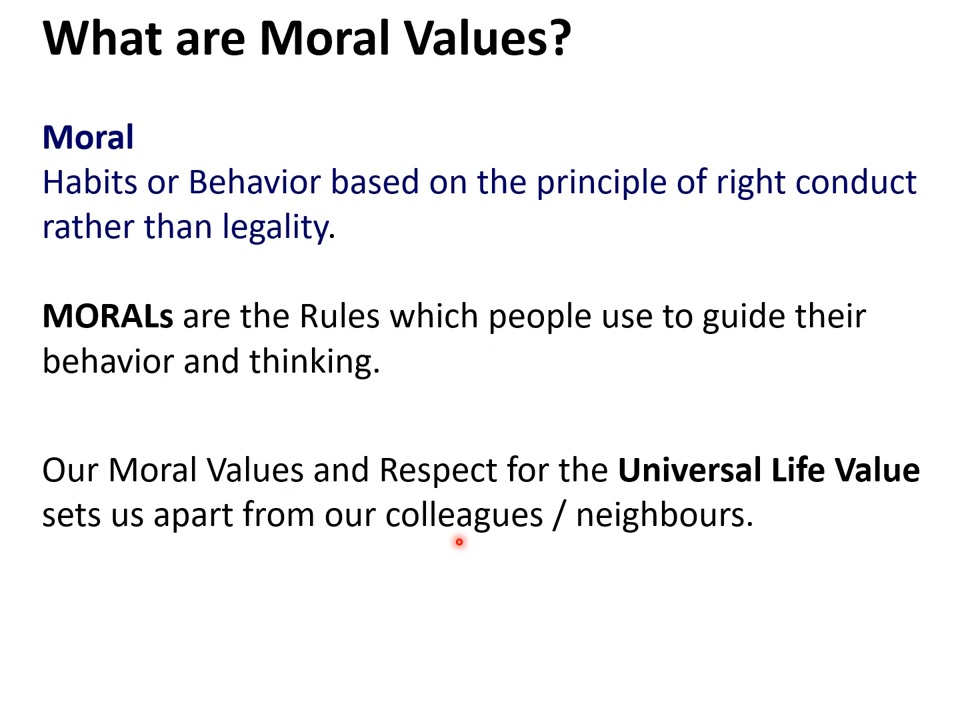 What are Moral Values?
Moral
Habits or Behavior based on the principle of right conduct
rather than legality.
MORALs are the Rules which people use to guide their
behavior and thinking.
Our Moral Values and Respect for the Universal Life Value
sets us apart from our colleagues / neighbours.